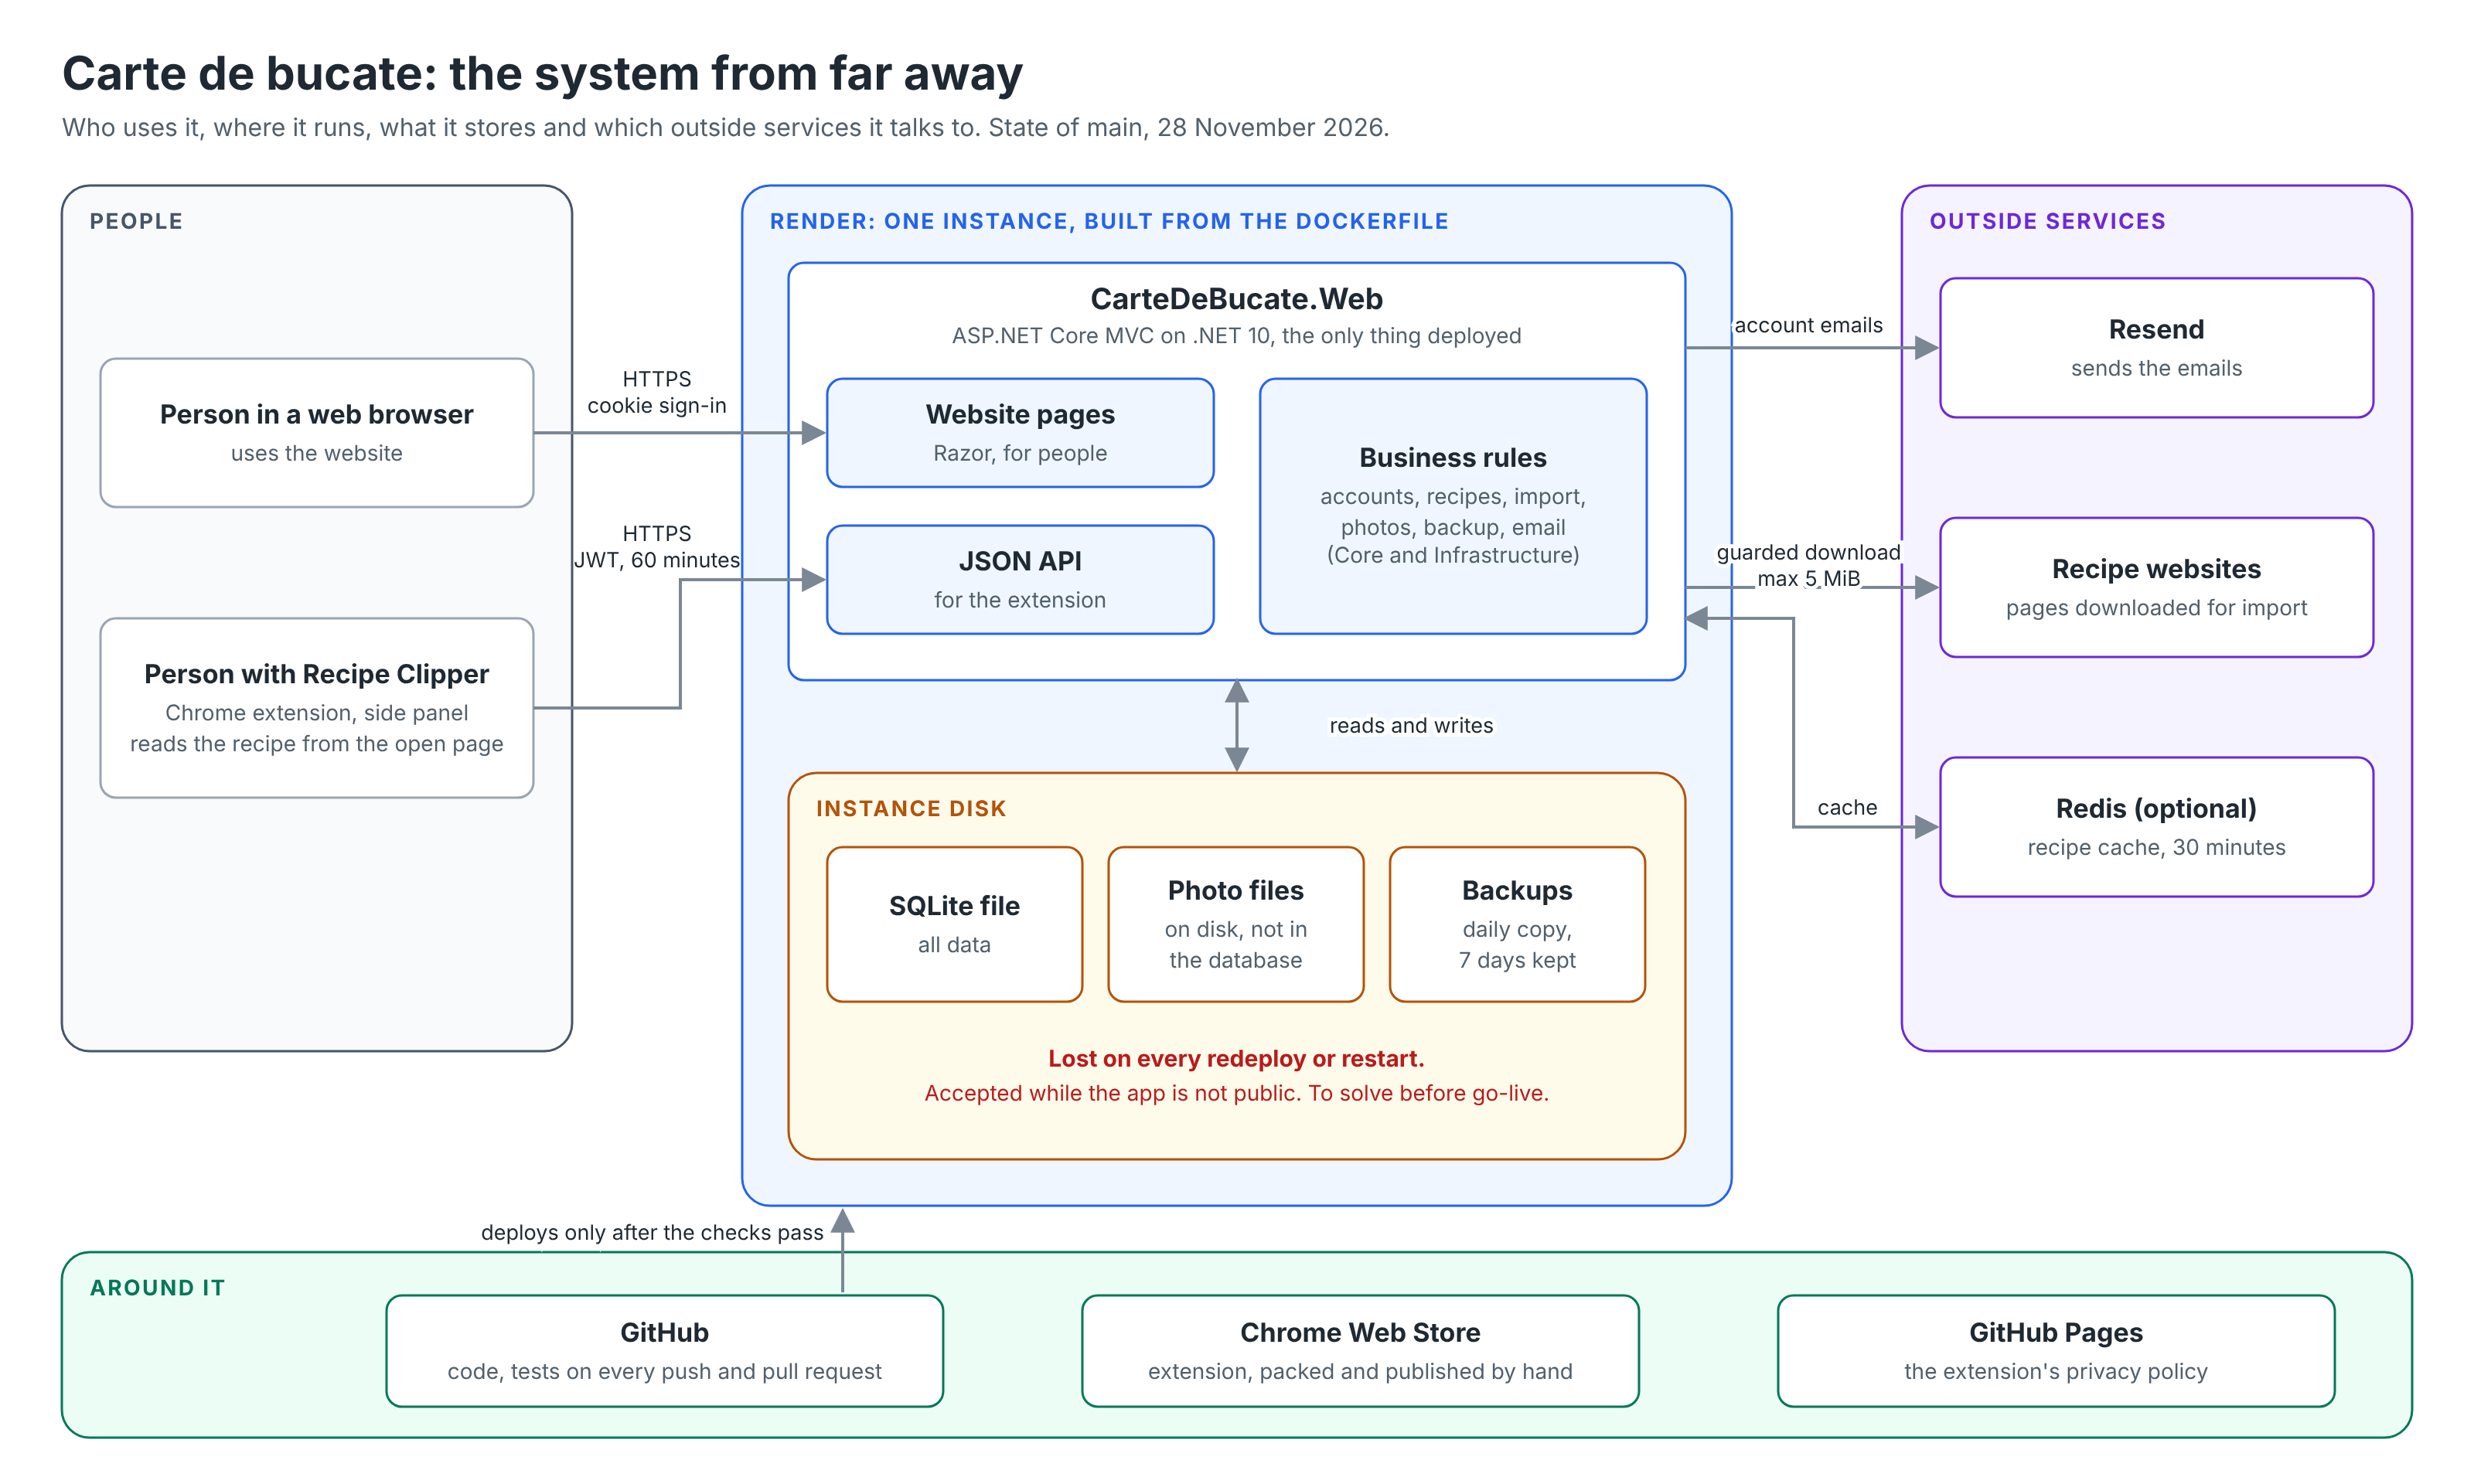 Carte de bucate: the system from far away
Who uses it, where it runs, what it stores and which outside services it talks to. State of main, 28 November 2026.
PEOPLE
Person in a web browser
uses the website
Person with Recipe Clipper
Chrome extension, side panel
reads the recipe from the open page
HTTPS
cookie sign-in
HTTPS
JWT, 60 minutes
RENDER: ONE INSTANCE, BUILT FROM THE DOCKERFILE
CarteDeBucate.Web
ASP.NET Core MVC on .NET 10, the only thing deployed
Website pages
Razor, for people
JSON API
for the extension
Business rules
accounts, recipes, import,
photos, backup, email
(Core and Infrastructure)
reads and writes
INSTANCE DISK
SQLite file
all data
Photo files
on disk, not in
the database
Backups
daily copy,
7 days kept
Lost on every redeploy or restart.
Accepted while the app is not public. To solve before go-live.
account emails
guarded download
max 5 MiB
cache
OUTSIDE SERVICES
Resend
sends the emails
Recipe websites
pages downloaded for import
Redis (optional)
recipe cache, 30 minutes
deploys only after the checks pass
AROUND IT
GitHub
code, tests on every push and pull request
Chrome Web Store
extension, packed and published by hand
GitHub Pages
the extension's privacy policy